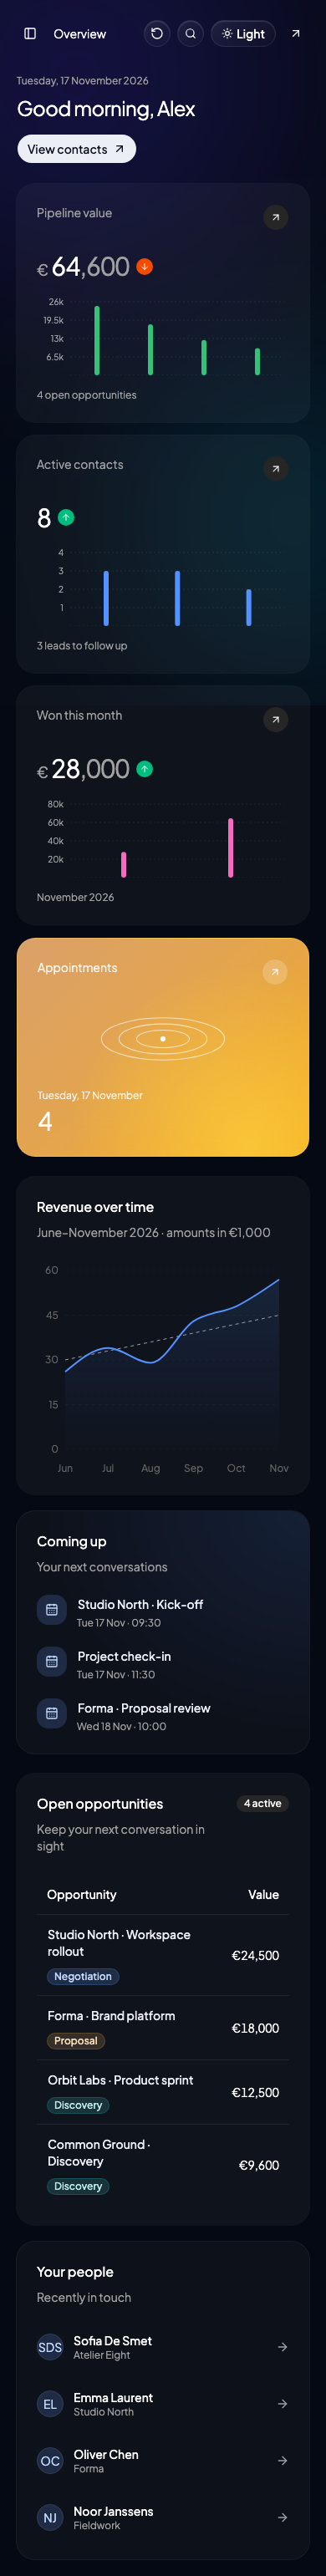 Overview
Light
Tuesday, 17 November 2026
Good morning, Alex
View contacts
Pipeline value
€ 64,600
26k
19.5k
13k
6.5k
4 open opportunities
Active contacts
8
4
3
2
1
3 leads to follow up
Won this month
€ 28,000
80k
60k
40k
20k
November 2026
Appointments
Tuesday, 17 November
4
Revenue over time
June–November 2026 · amounts in €1,000
60
45
30
15
0
Jun Jul Aug Sep Oct Nov
Coming up
Your next conversations
Studio North · Kick-off
Tue 17 Nov · 09:30
Project check-in
Tue 17 Nov · 11:30
Forma · Proposal review
Wed 18 Nov · 10:00
Open opportunities
4 active
Keep your next conversation in
sight
Opportunity Value
Studio North · Workspace
rollout
€24,500
Negotiation
Forma · Brand platform
€18,000
Proposal
Orbit Labs · Product sprint
€12,500
Discovery
Common Ground ·
Discovery
€9,600
Discovery
Your people
Recently in touch
SDS
Sofia De Smet
Atelier Eight
EL
Emma Laurent
Studio North
OC
Oliver Chen
Forma
NJ
Noor Janssens
Fieldwork